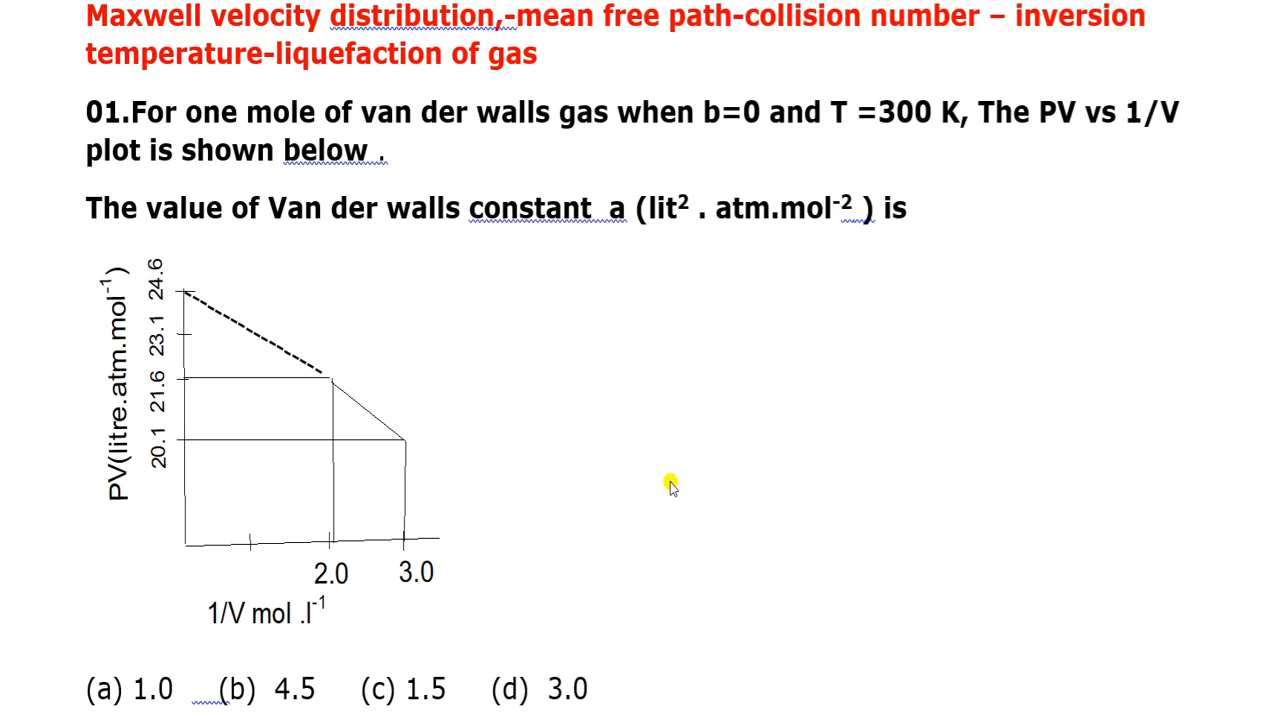 Maxwell velocity distribution,-mean free path-collision number – inversion
temperature-liquefaction of gas
01.For one mole of van der walls gas when b=0 and T =300 K, The PV vs 1/V
plot is shown below .
The value of Van der walls constant a (lit² . atm.mol⁻² ) is
PV(litre.atm.mol⁻¹)
24.6
23.1
21.6
20.1
2.0 3.0
1/V mol .l⁻¹
(a) 1.0 (b) 4.5 (c) 1.5 (d) 3.0